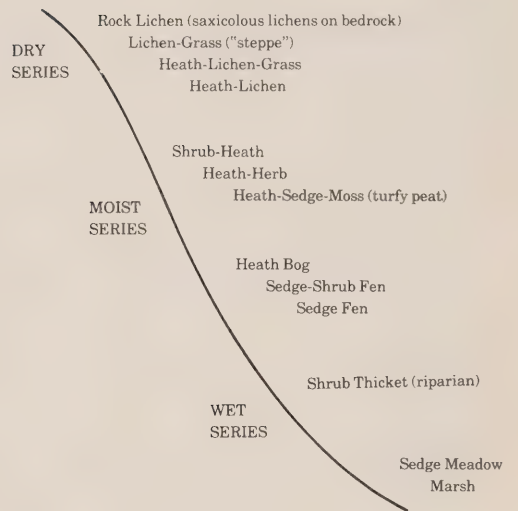 Rock Lichen (saxicolous lichens on bedrock)
Lichen-Grass ("steppe")
DRY
SERIES
Heath-Lichen-Grass
Heath-Lichen
Shrub-Heath
Heath-Herb
Heath-Sedge-Moss (turfy peat)
MOIST
SERIES
Heath Bog
Sedge-Shrub Fen
Sedge Fen
Shrub Thicket (riparian)
WET
SERIES
Sedge Meadow
Marsh